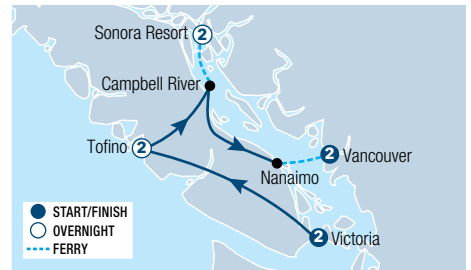 Sonora Resort 2
Campbell River
Tofino 2
2 Vancouver
Nanaimo
2 Victoria
START/FINISH
OVERNIGHT
FERRY